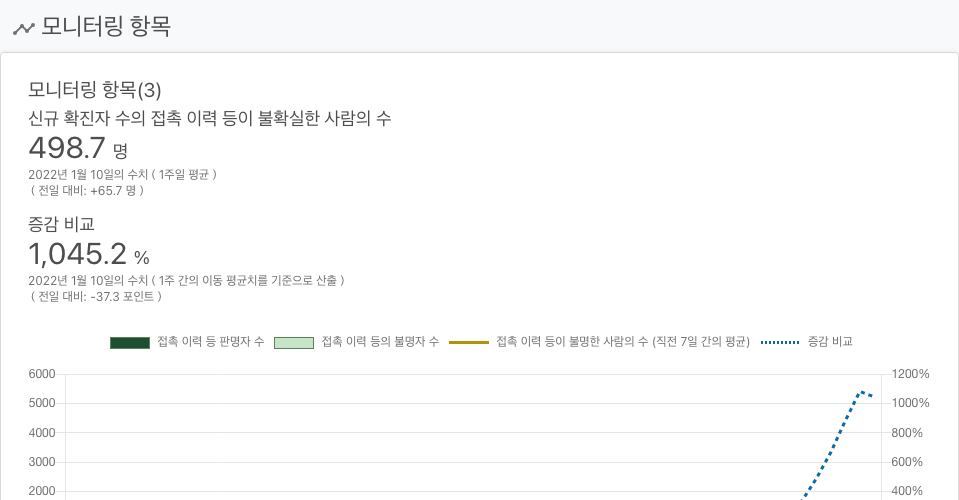 모니터링 항목
모니터링 항목(3)
신규 확진자 수의 접촉 이력 등이 불확실한 사람의 수
498.7 명
2022년 1월 10일의 수치 ( 1주일 평균 )
( 전일 대비: +65.7 명 )
증감 비교
1,045.2 %
2022년 1월 10일의 수치 ( 1주 간의 이동 평균치를 기준으로 산출 )
( 전일 대비: -37.3 포인트 )
접촉 이력 등 판명자 수 접촉 이력 등의 불명자 수 접촉 이력 등이 불명한 사람의 수 (직전 7일 간의 평균) 증감 비교
6000 1200%
5000 1000%
4000 800%
3000 600%
2000 400%